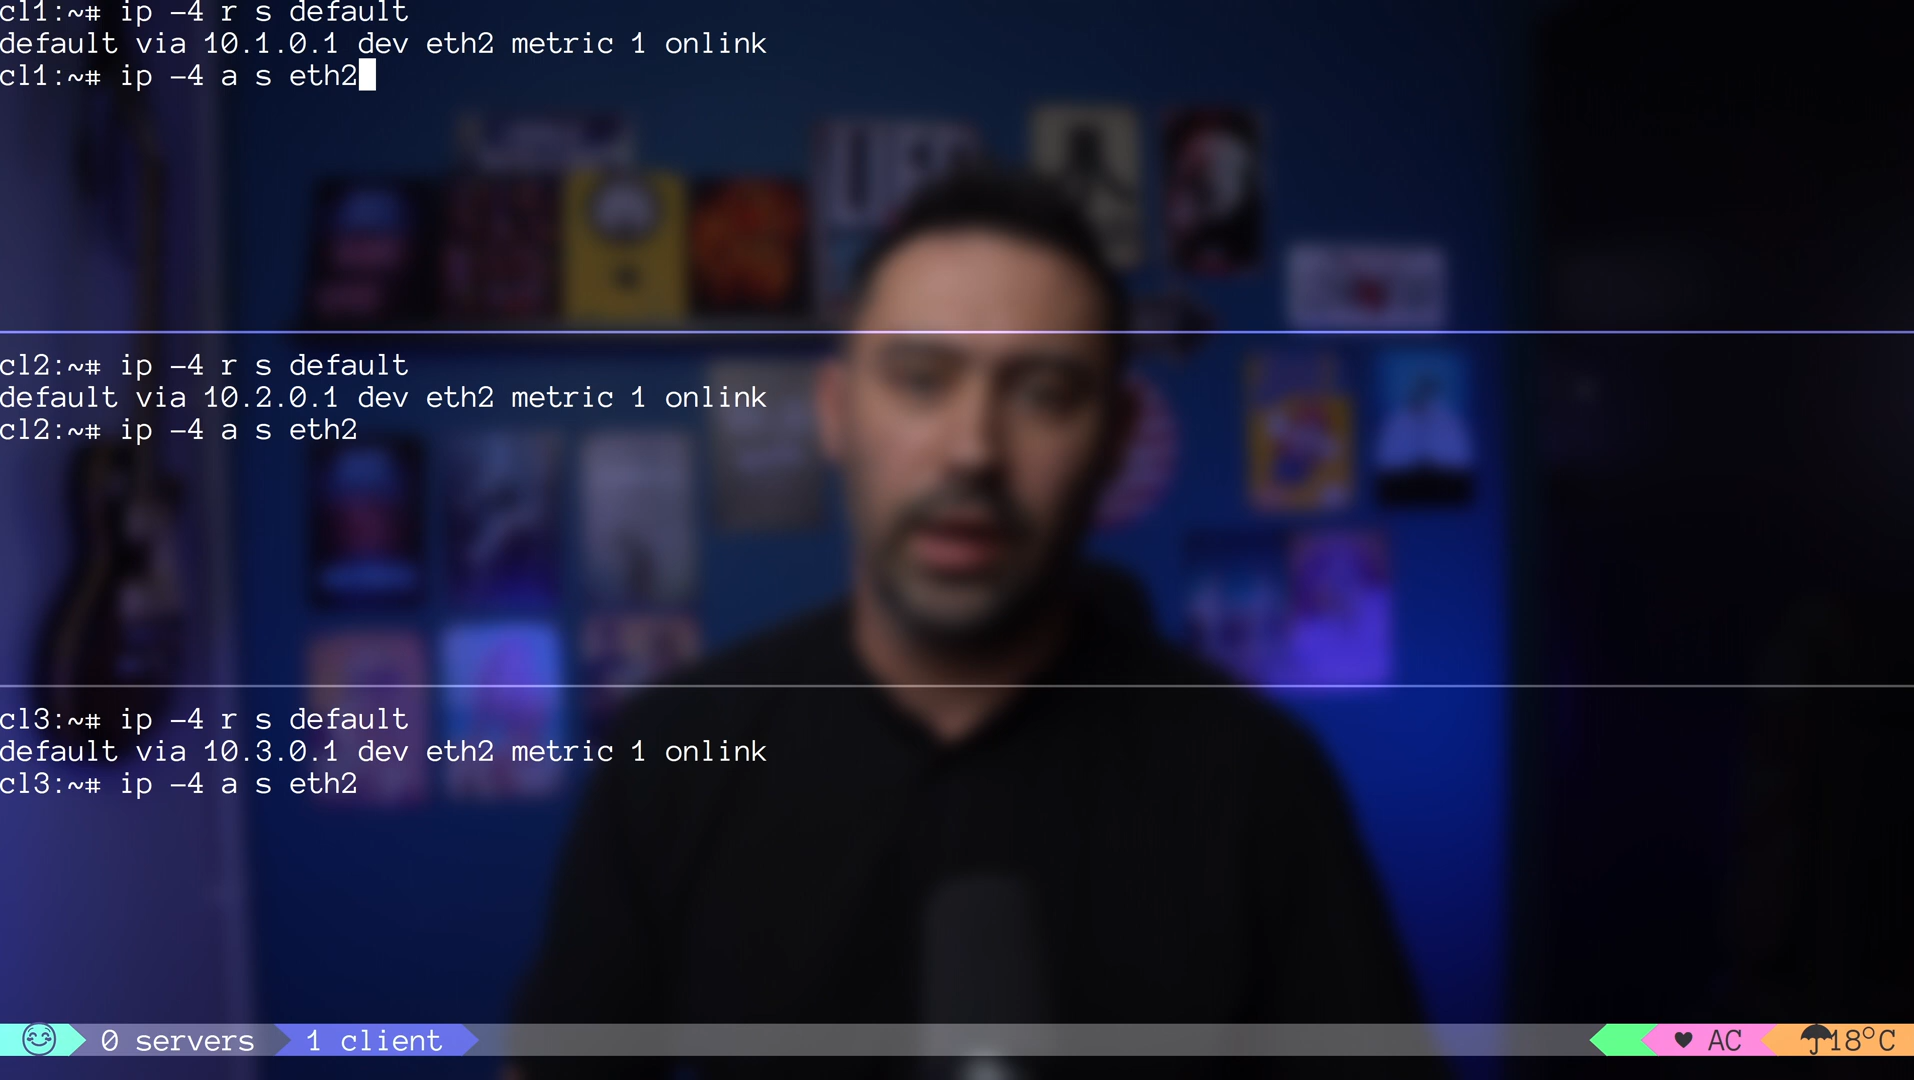 cl1:~# ip -4 r s default
default via 10.1.0.1 dev eth2 metric 1 onlink
cl1:~# ip -4 a s eth2
cl2:~# ip -4 r s default
default via 10.2.0.1 dev eth2 metric 1 onlink
cl2:~# ip -4 a s eth2
cl3:~# ip -4 r s default
default via 10.3.0.1 dev eth2 metric 1 onlink
cl3:~# ip -4 a s eth2
0 servers 1 client ♥ AC ☂18°C